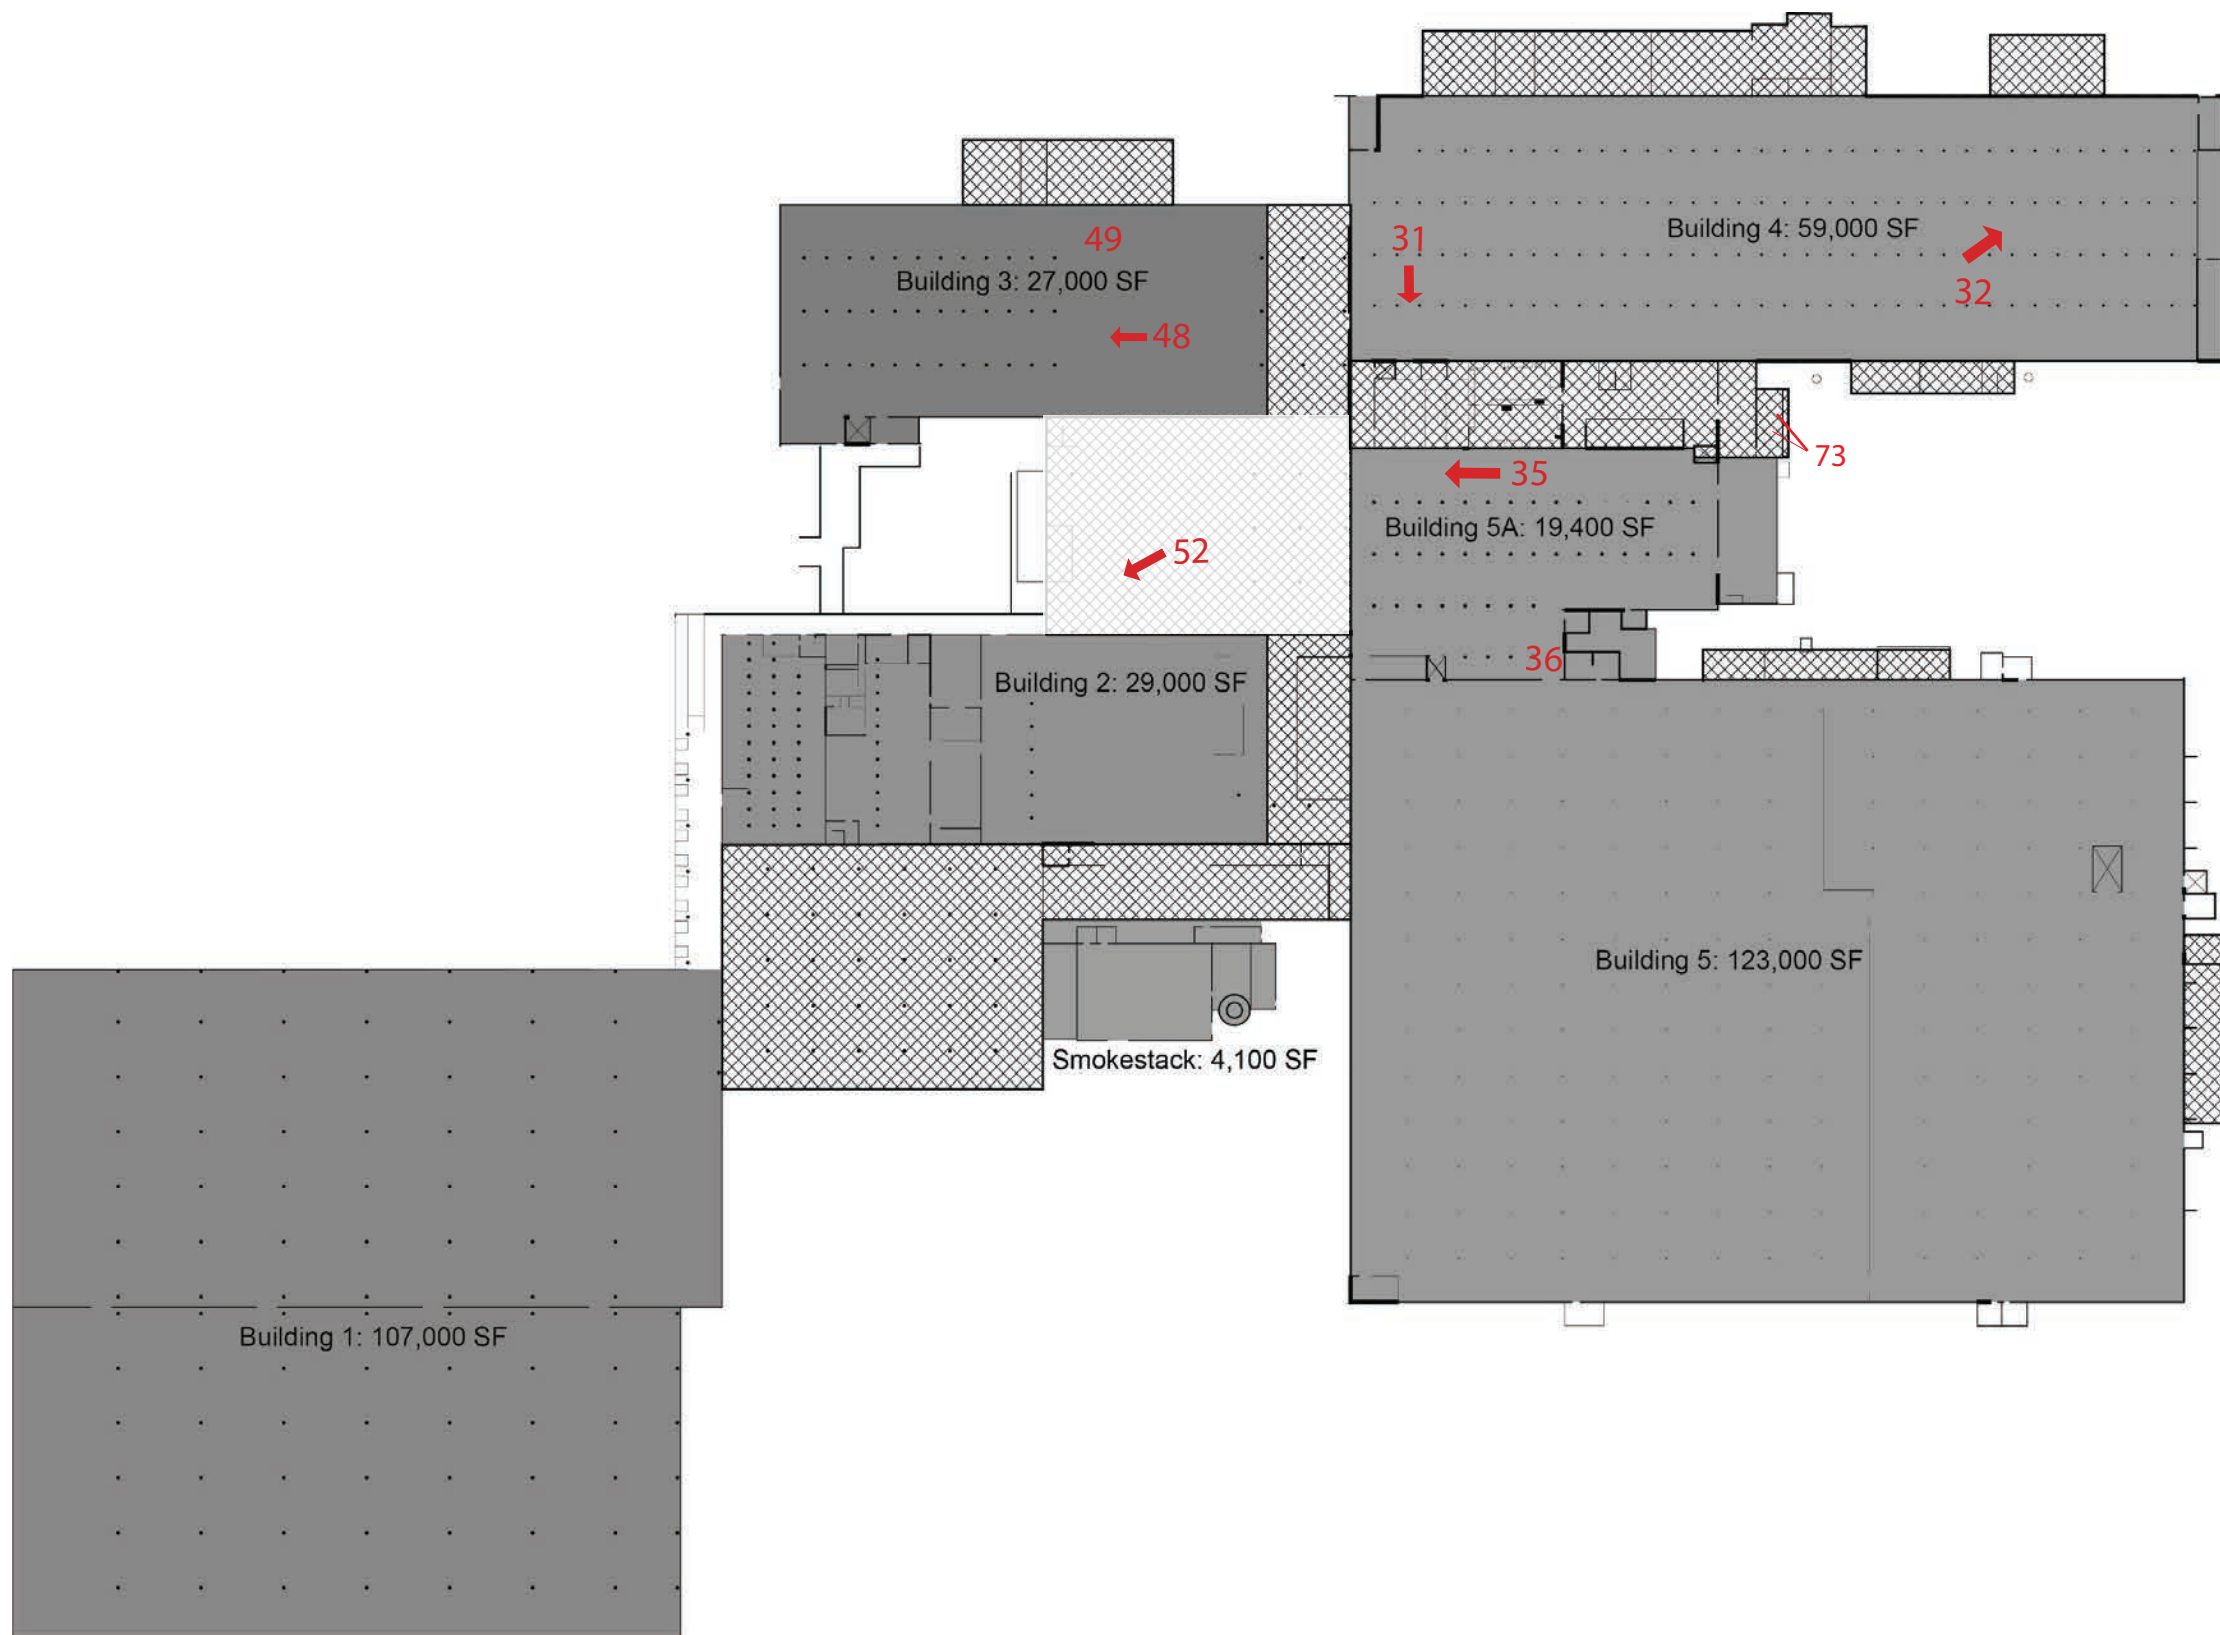 Building 4: 59,000 SF
31
32
49
Building 3: 27,000 SF
48
73
35
Building 5A: 19,400 SF
52
36
Building 2: 29,000 SF
Building 5: 123,000 SF
Smokestack: 4,100 SF
Building 1: 107,000 SF